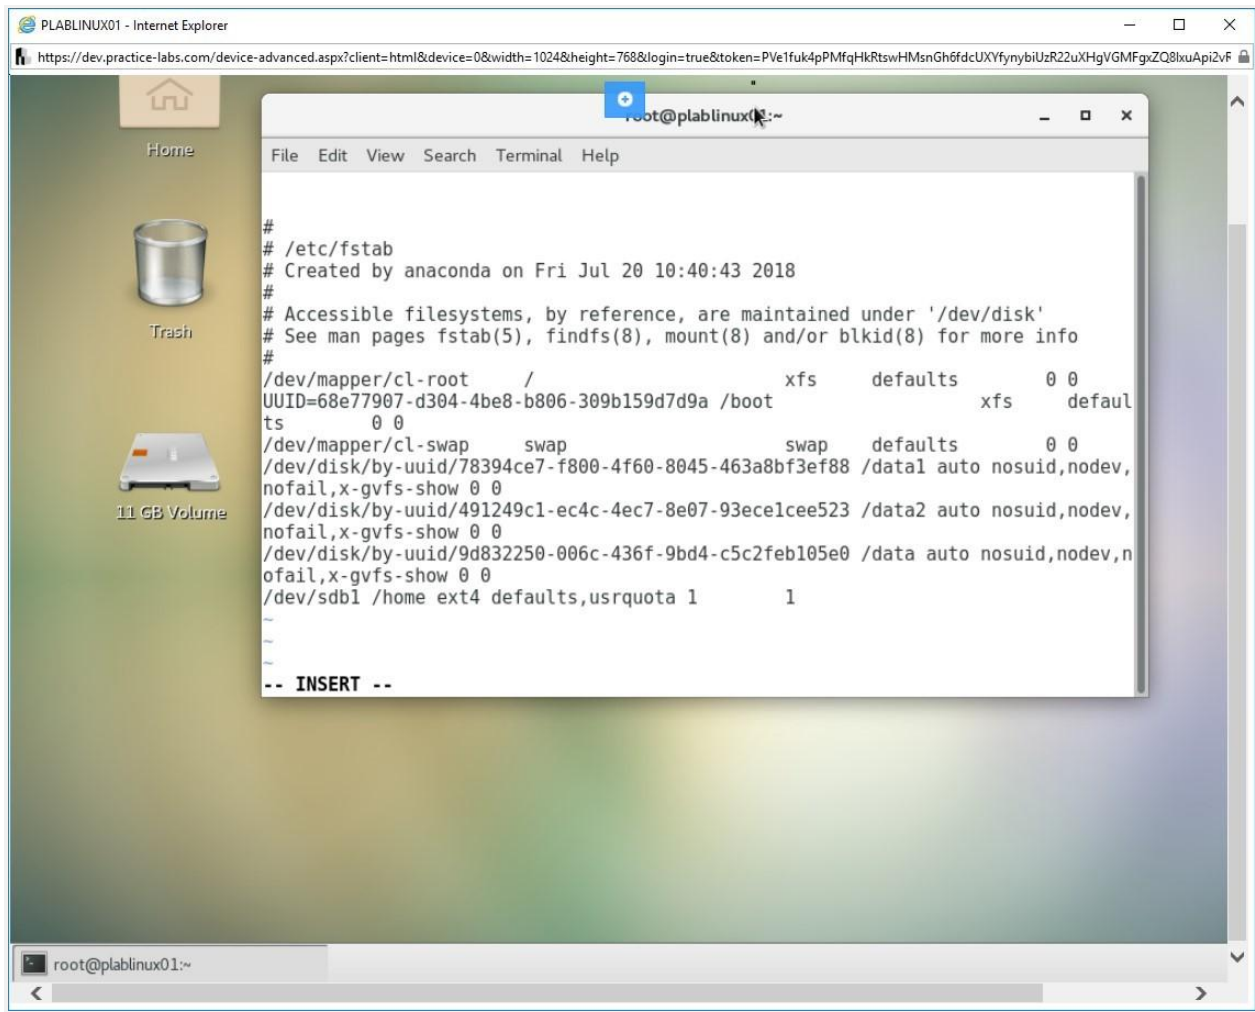 PLABLINUX01 - Internet Explorer
https://dev.practice-labs.com/device-advanced.aspx?client=html&device=0&width=1024&height=768&login=true&token=PVe1fuk4pPMfqHkRtswHMsnGh6fdcUXYfynybiUzR22uXHgVGMFgxZQ8lxuApi2vR
Home
Trash
11 GB Volume
root@plablinux01:~
File Edit View Search Terminal Help
#
# /etc/fstab
# Created by anaconda on Fri Jul 20 10:40:43 2018
#
# Accessible filesystems, by reference, are maintained under '/dev/disk'
# See man pages fstab(5), findfs(8), mount(8) and/or blkid(8) for more info
#
/dev/mapper/cl-root / xfs defaults 0 0
UUID=68e77907-d304-4be8-b806-309b159d7d9a /boot xfs defaul
ts 0 0
/dev/mapper/cl-swap swap swap defaults 0 0
/dev/disk/by-uuid/78394ce7-f800-4f60-8045-463a8bf3ef88 /data1 auto nosuid,nodev,
nofail,x-gvfs-show 0 0
/dev/disk/by-uuid/491249c1-ec4c-4ec7-8e07-93ece1cee523 /data2 auto nosuid,nodev,
nofail,x-gvfs-show 0 0
/dev/disk/by-uuid/9d832250-006c-436f-9bd4-c5c2feb105e0 /data auto nosuid,nodev,n
ofail,x-gvfs-show 0 0
/dev/sdb1 /home ext4 defaults,usrquota 1 1
~
~
~
-- INSERT --
root@plablinux01:~